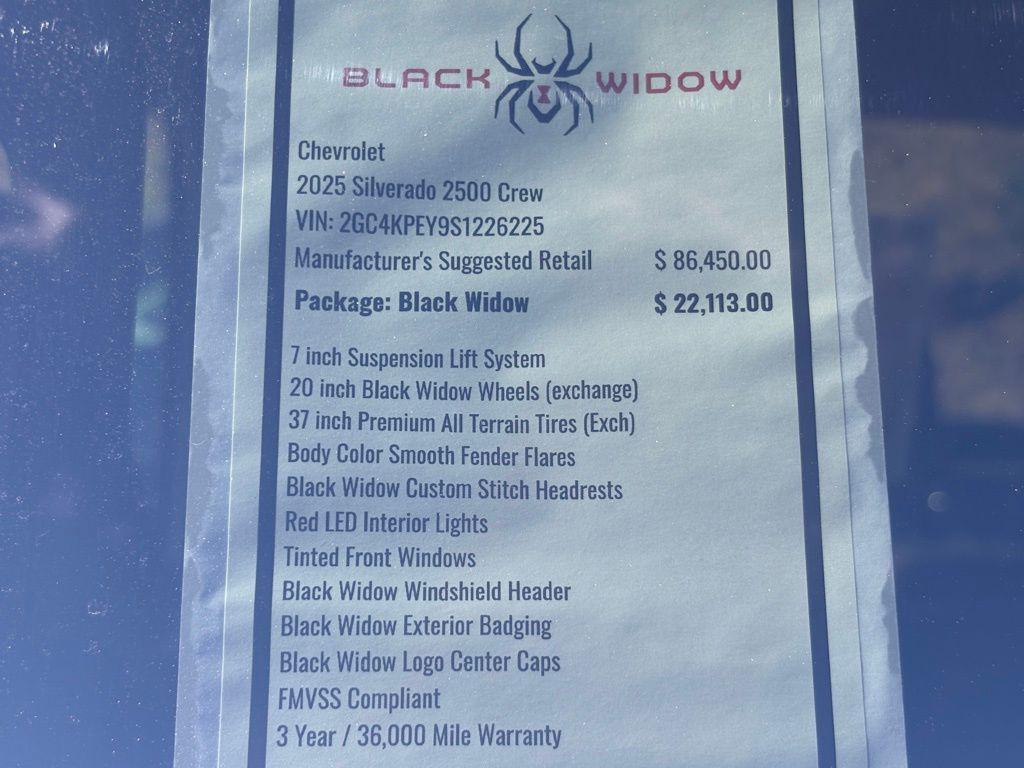 BLACK WIDOW
Chevrolet
2025 Silverado 2500 Crew
VIN: 2GC4KPEY9S1226225
Manufacturer's Suggested Retail $ 86,450.00
Package: Black Widow $ 22,113.00
7 inch Suspension Lift System
20 inch Black Widow Wheels (exchange)
37 inch Premium All Terrain Tires (Exch)
Body Color Smooth Fender Flares
Black Widow Custom Stitch Headrests
Red LED Interior Lights
Tinted Front Windows
Black Widow Windshield Header
Black Widow Exterior Badging
Black Widow Logo Center Caps
FMVSS Compliant
3 Year / 36,000 Mile Warranty